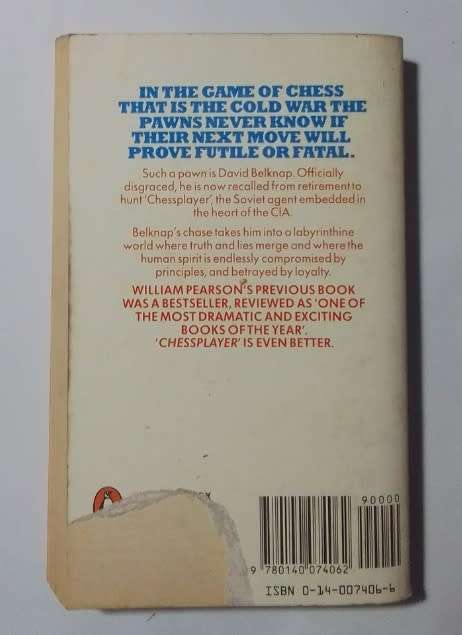 IN THE GAME OF CHESS
THAT IS THE COLD WAR THE
PAWNS NEVER KNOW IF
THEIR NEXT MOVE WILL
PROVE FUTILE OR FATAL.
Such a pawn is David Belknap. Officially
disgraced, he is now recalled from retirement to
hunt 'Chessplayer', the Soviet agent embedded in
the heart of the CIA.
Belknap's chase takes him into a labyrinthine
world where truth and lies merge and where the
human spirit is endlessly compromised by
principles, and betrayed by loyalty.
WILLIAM PEARSON'S PREVIOUS BOOK
WAS A BESTSELLER, REVIEWED AS 'ONE OF
THE MOST DRAMATIC AND EXCITING
BOOKS OF THE YEAR'.
'CHESSPLAYER' IS EVEN BETTER.
90000
9 780140 074062
ISBN 0-14-007406-6